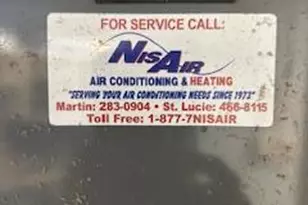 FOR SERVICE CALL:
NISAIR
AIR CONDITIONING & HEATING
"SERVING YOUR AIR CONDITIONING NEEDS SINCE 1973"
Martin: 283-0904 • St. Lucie: 466-8115
Toll Free: 1-877-7NISAIR